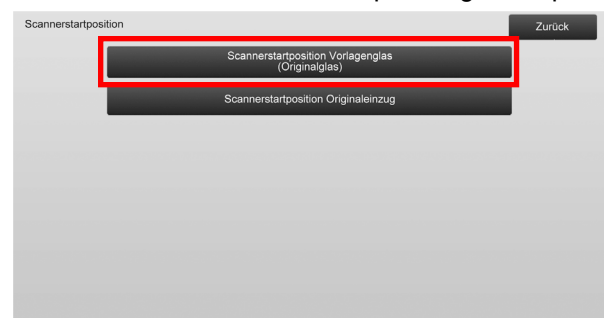 Scannerstartposition
Zurück
Scannerstartposition Vorlagenglas
(Originalglas)
Scannerstartposition Originaleinzug